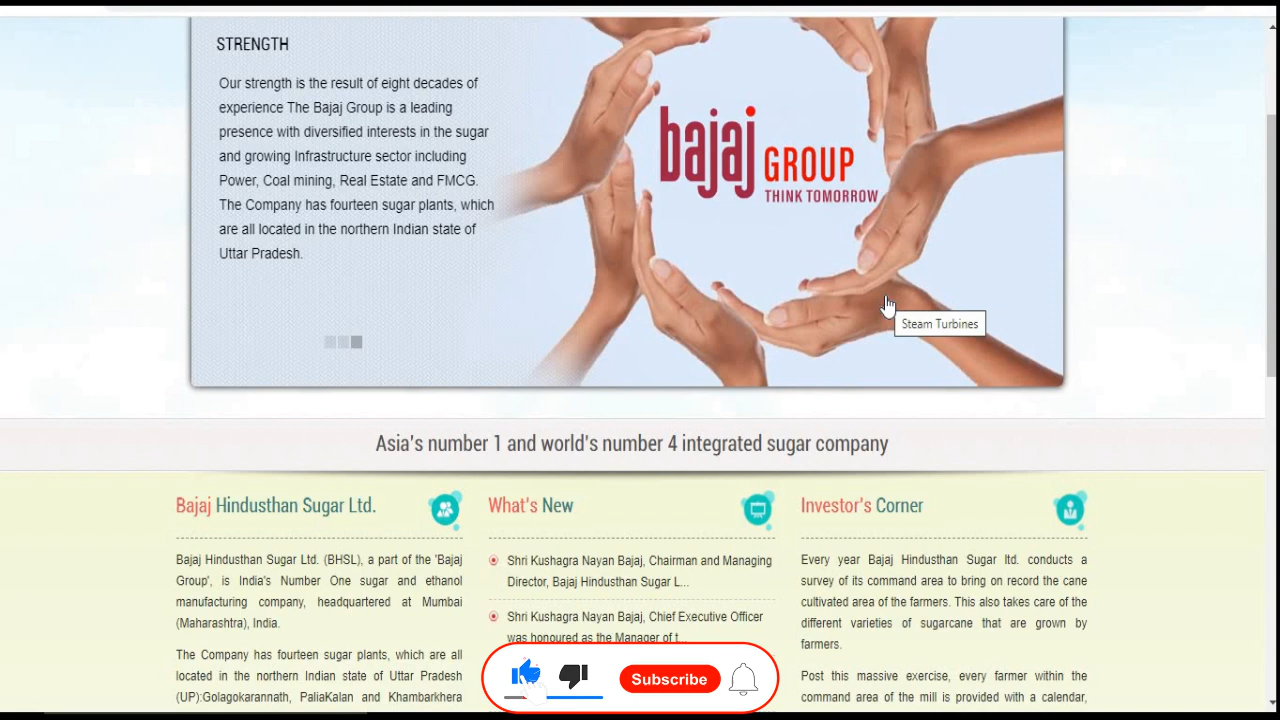 STRENGTH
Our strength is the result of eight decades of
experience The Bajaj Group is a leading
presence with diversified interests in the sugar
and growing Infrastructure sector including
Power, Coal mining, Real Estate and FMCG.
The Company has fourteen sugar plants, which
are all located in the northern Indian state of
Uttar Pradesh.
bajaj GROUP
THINK TOMORROW
Steam Turbines
Asia's number 1 and world's number 4 integrated sugar company
Bajaj Hindusthan Sugar Ltd.
Bajaj Hindusthan Sugar Ltd. (BHSL), a part of the 'Bajaj
Group', is India's Number One sugar and ethanol
manufacturing company, headquartered at Mumbai
(Maharashtra), India.
The Company has fourteen sugar plants, which are all
located in the northern Indian state of Uttar Pradesh
(UP):Golagokarannath, PaliaKalan and Khambarkhera
What's New
Shri Kushagra Nayan Bajaj, Chairman and Managing
Director, Bajaj Hindusthan Sugar L...
Shri Kushagra Nayan Bajaj, Chief Executive Officer
was honoured as the Manager of t...
Investor's Corner
Every year Bajaj Hindusthan Sugar ltd. conducts a
survey of its command area to bring on record the cane
cultivated area of the farmers. This also takes care of the
different varieties of sugarcane that are grown by
farmers.
Post this massive exercise, every farmer within the
command area of the mill is provided with a calendar,
Subscribe